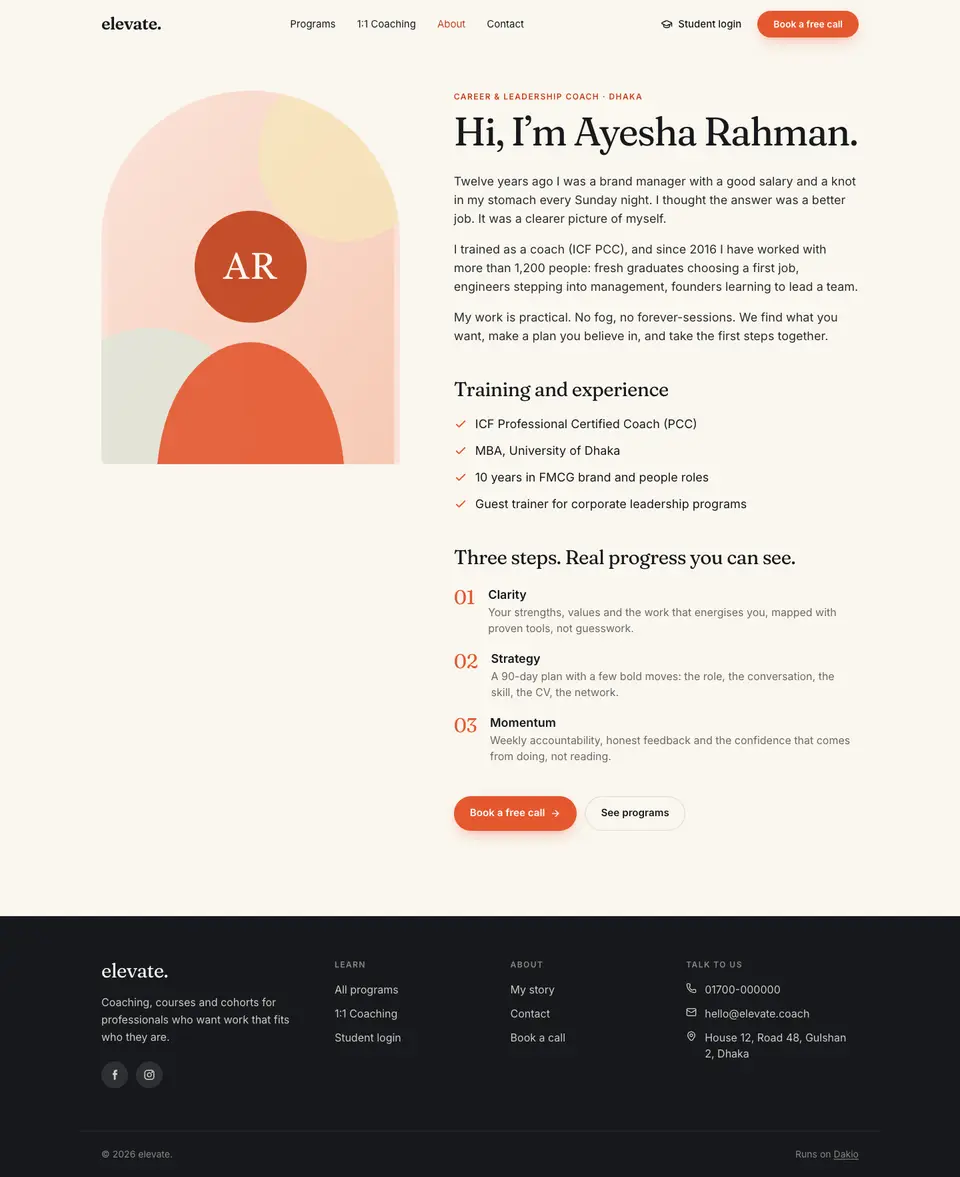 elevate.
Programs
1:1 Coaching
About
Contact
Student login
Book a free call
AR
CAREER & LEADERSHIP COACH · DHAKA
Hi, I’m Ayesha Rahman.
Twelve years ago I was a brand manager with a good salary and a knot
in my stomach every Sunday night. I thought the answer was a better
job. It was a clearer picture of myself.
I trained as a coach (ICF PCC), and since 2016 I have worked with
more than 1,200 people: fresh graduates choosing a first job,
engineers stepping into management, founders learning to lead a team.
My work is practical. No fog, no forever-sessions. We find what you
want, make a plan you believe in, and take the first steps together.
Training and experience
ICF Professional Certified Coach (PCC)
MBA, University of Dhaka
10 years in FMCG brand and people roles
Guest trainer for corporate leadership programs
Three steps. Real progress you can see.
01 Clarity
Your strengths, values and the work that energises you, mapped with
proven tools, not guesswork.
02 Strategy
A 90-day plan with a few bold moves: the role, the conversation, the
skill, the CV, the network.
03 Momentum
Weekly accountability, honest feedback and the confidence that comes
from doing, not reading.
Book a free call →
See programs
elevate.
Coaching, courses and cohorts for
professionals who want work that fits
who they are.
LEARN
All programs
1:1 Coaching
Student login
ABOUT
My story
Contact
Book a call
TALK TO US
01700-000000
hello@elevate.coach
House 12, Road 48, Gulshan
2, Dhaka
© 2026 elevate.
Runs on Dakio